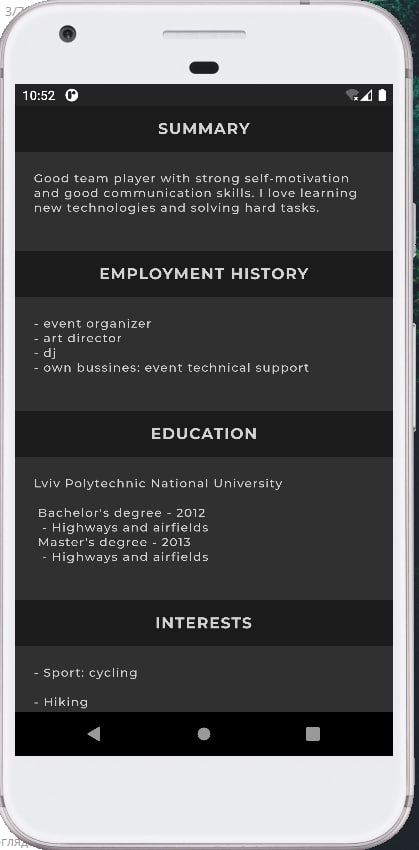 3/7
10:52
SUMMARY
Good team player with strong self-motivation
and good communication skills. I love learning
new technologies and solving hard tasks.
EMPLOYMENT HISTORY
- event organizer
- art director
- dj
- own bussines: event technical support
EDUCATION
Lviv Polytechnic National University
Bachelor's degree - 2012
- Highways and airfields
Master's degree - 2013
- Highways and airfields
INTERESTS
- Sport: cycling
- Hiking